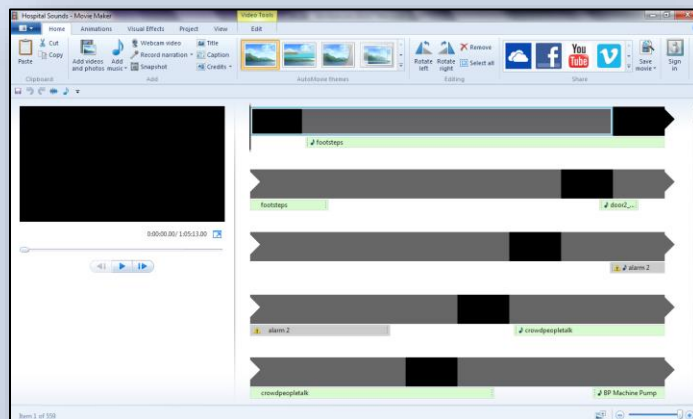 Hospital Sounds - Movie Maker
Video Tools
Home Animations Visual Effects Project View Edit
Paste
Cut
Copy
Clipboard
Add videos and photos
Add music
Webcam video
Record narration
Snapshot
Title
Caption
Credits
Add
AutoMovie themes
Rotate left
Rotate right
Remove
Select all
Editing
You Tube
Share
Save movie
Sign in
footsteps
footsteps
door2_...
0:00:00.00/1:05:13.00
alarm 2
alarm 2
crowdpeopletalk
crowdpeopletalk
BP Machine Pump
Item 1 of 559